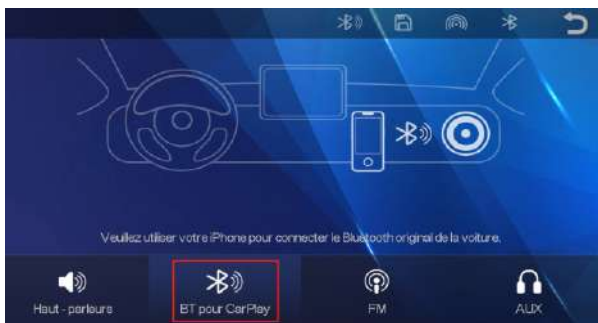 Veuillez utiliser votre iPhone pour connecter le Bluetooth original de la voiture.
Haut-parleurs
BT pour CarPlay
FM
AUX